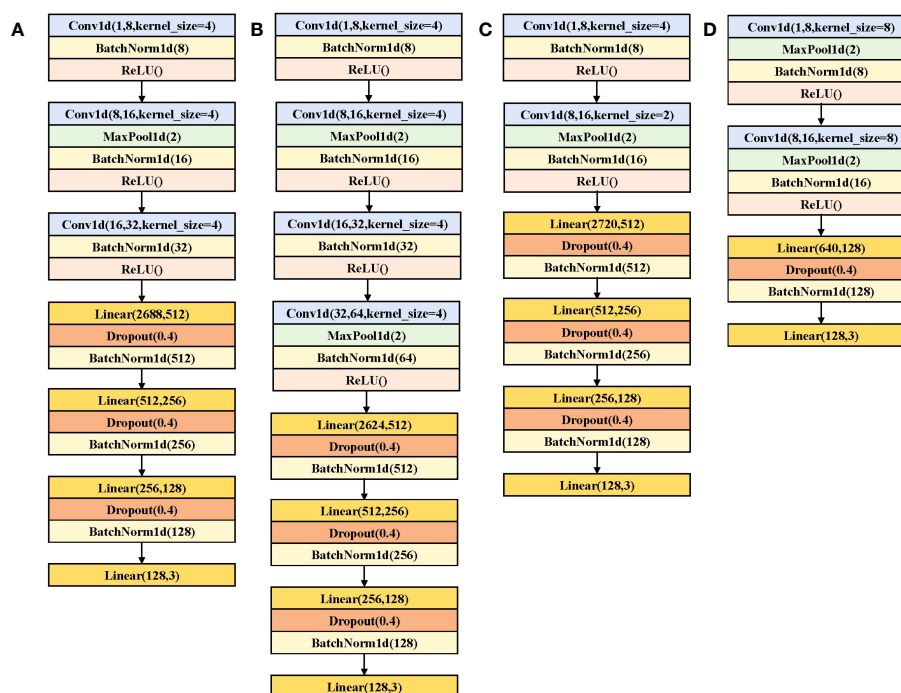 A
Conv1d(1,8,kernel_size=4)
BatchNorm1d(8)
ReLU()
Conv1d(8,16,kernel_size=4)
MaxPool1d(2)
BatchNorm1d(16)
ReLU()
Conv1d(16,32,kernel_size=4)
BatchNorm1d(32)
ReLU()
Linear(2688,512)
Dropout(0.4)
BatchNorm1d(512)
Linear(512,256)
Dropout(0.4)
BatchNorm1d(256)
Linear(256,128)
Dropout(0.4)
BatchNorm1d(128)
Linear(128,3)
B
Conv1d(1,8,kernel_size=4)
BatchNorm1d(8)
ReLU()
Conv1d(8,16,kernel_size=4)
MaxPool1d(2)
BatchNorm1d(16)
ReLU()
Conv1d(16,32,kernel_size=4)
BatchNorm1d(32)
ReLU()
Conv1d(32,64,kernel_size=4)
MaxPool1d(2)
BatchNorm1d(64)
ReLU()
Linear(2624,512)
Dropout(0.4)
BatchNorm1d(512)
Linear(512,256)
Dropout(0.4)
BatchNorm1d(256)
Linear(256,128)
Dropout(0.4)
BatchNorm1d(128)
Linear(128,3)
C
Conv1d(1,8,kernel_size=4)
BatchNorm1d(8)
ReLU()
Conv1d(8,16,kernel_size=2)
MaxPool1d(2)
BatchNorm1d(16)
ReLU()
Linear(2720,512)
Dropout(0.4)
BatchNorm1d(512)
Linear(512,256)
Dropout(0.4)
BatchNorm1d(256)
Linear(256,128)
Dropout(0.4)
BatchNorm1d(128)
Linear(128,3)
D
Conv1d(1,8,kernel_size=8)
MaxPool1d(2)
BatchNorm1d(8)
ReLU()
Conv1d(8,16,kernel_size=8)
MaxPool1d(2)
BatchNorm1d(16)
ReLU()
Linear(640,128)
Dropout(0.4)
BatchNorm1d(128)
Linear(128,3)